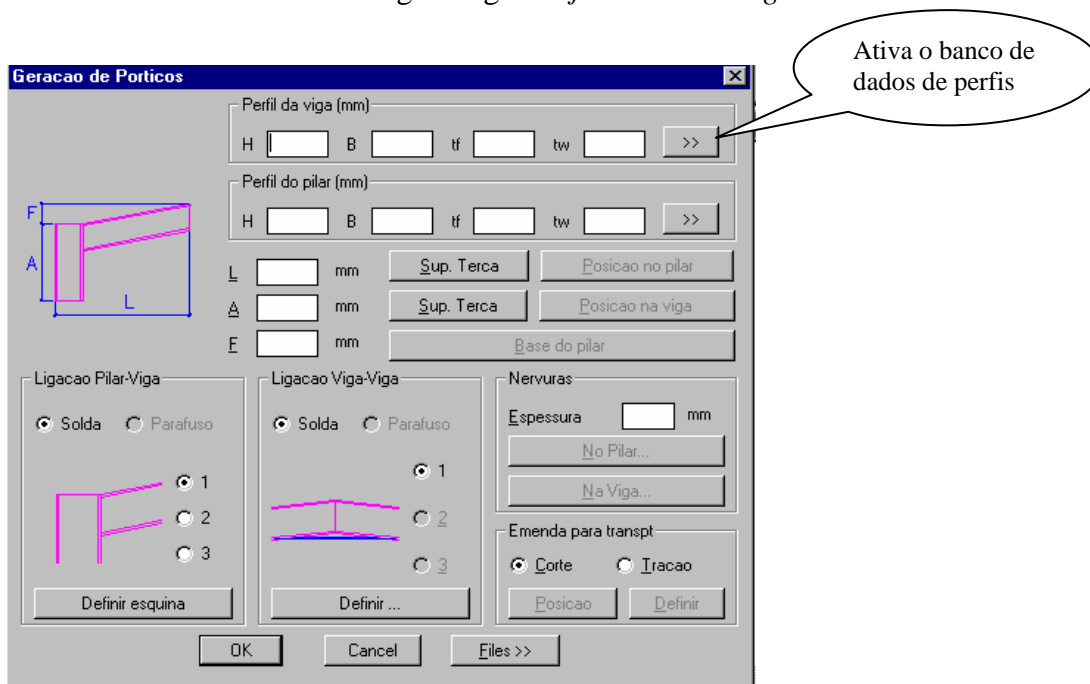 Ativa o banco de
dados de perfis
Geracao de Porticos
Perfil da viga (mm)
H B tf tw >>
Perfil do pilar (mm)
H B tf tw >>
F
A
L
L mm Sup. Terca Posicao no pilar
A mm Sup. Terca Posicao na viga
F mm Base do pilar
Ligacao Pilar-Viga
Solda Parafuso
1
2
3
Definir esquina
Ligacao Viga-Viga
Solda Parafuso
1
2
3
Definir ...
Nervuras
Espessura mm
No Pilar...
Na Viga...
Emenda para transpt
Corte Tracao
Posicao Definir
OK Cancel Files >>